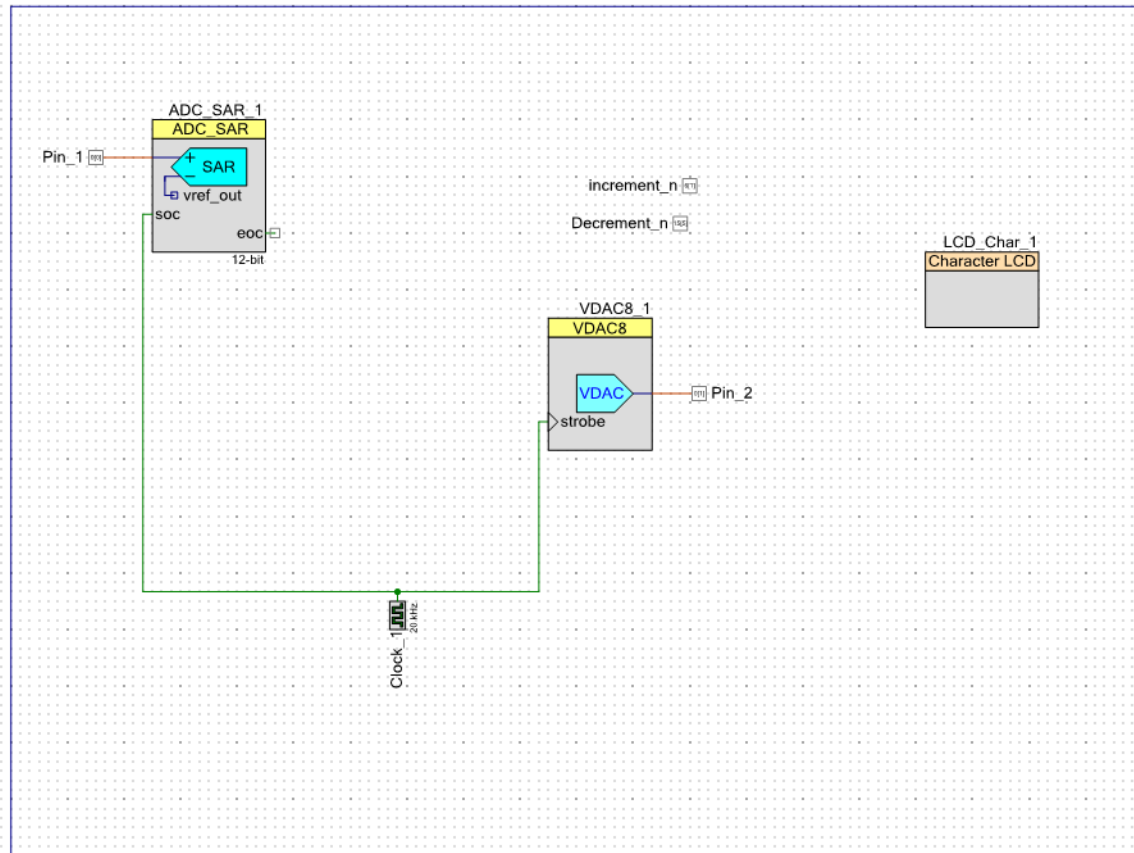 ADC_SAR_1
ADC_SAR
Pin_1
+
SAR
vref_out
soc
eoc
12-bit
increment_n
Decrement_n
LCD_Char_1
Character LCD
VDAC8_1
VDAC8
VDAC
Pin_2
strobe
20 kHz
Clock_1